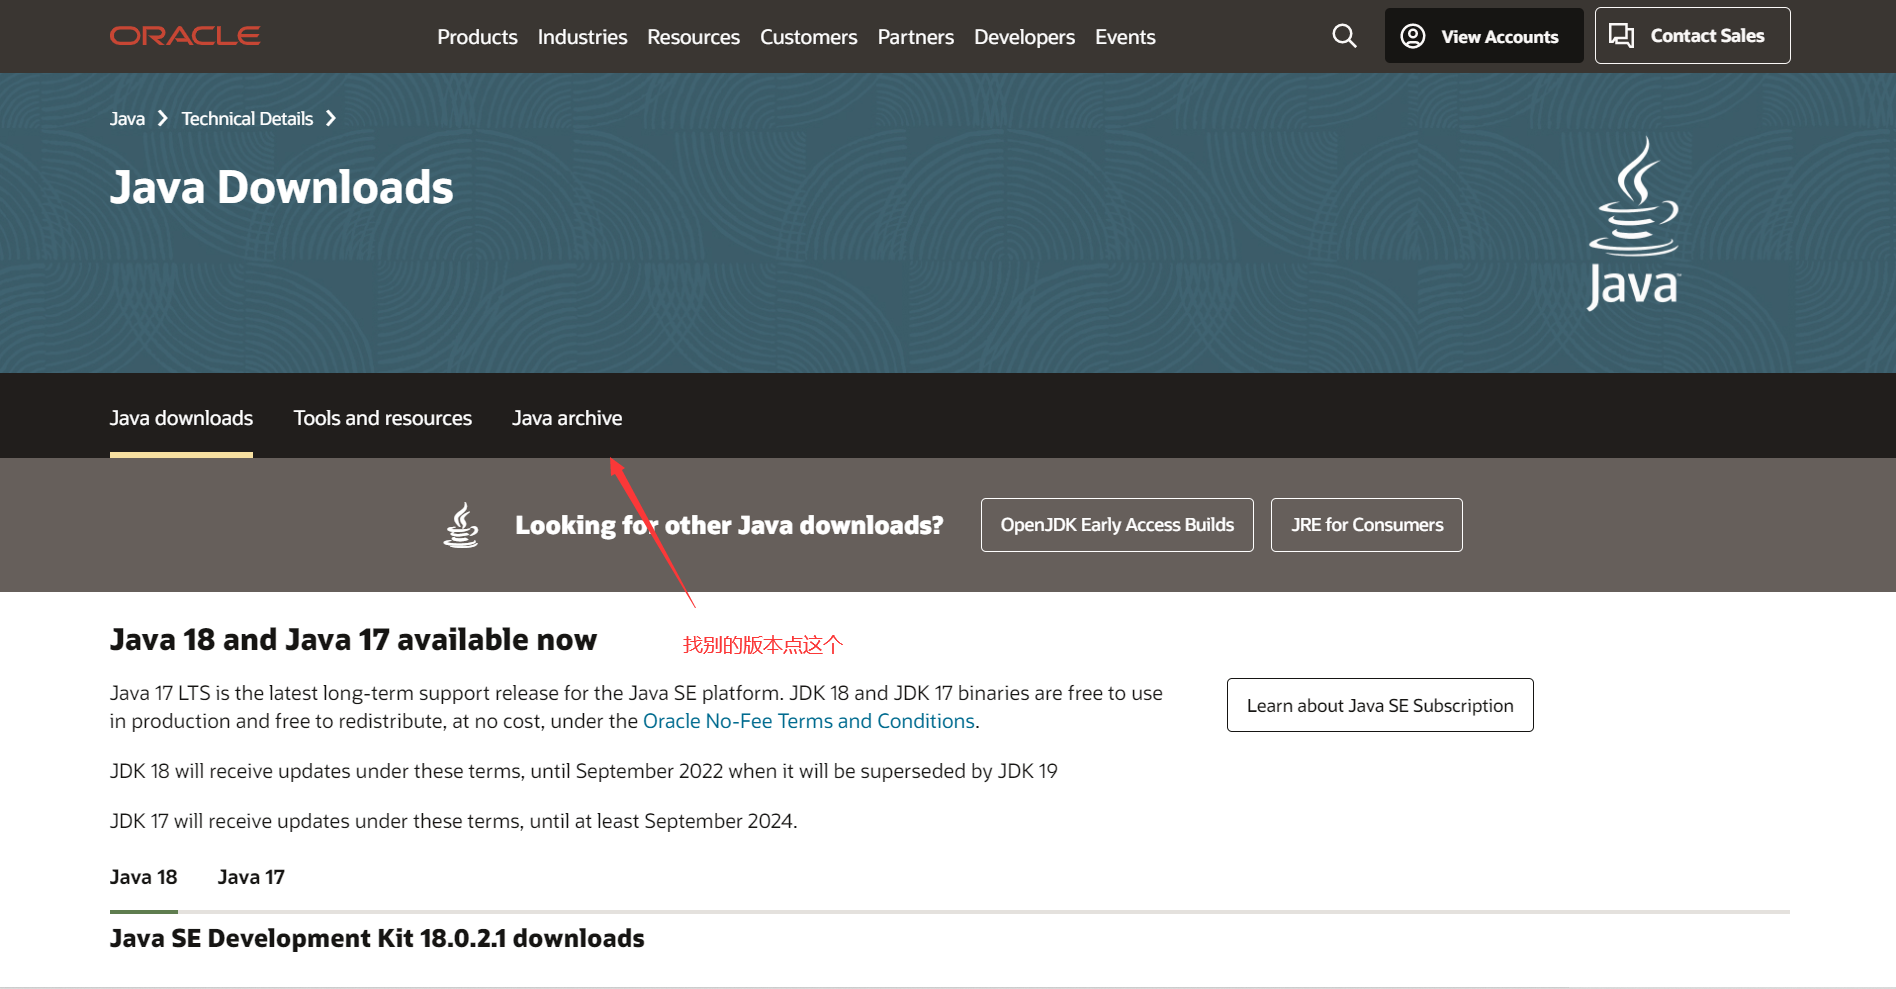 ORACLE
Products Industries Resources Customers Partners Developers Events
View Accounts
Contact Sales
Java Technical Details
Java Downloads
Java
Java downloads Tools and resources Java archive
Looking for other Java downloads?
OpenJDK Early Access Builds
JRE for Consumers
Java 18 and Java 17 available now
找别的版本点这个
Java 17 LTS is the latest long-term support release for the Java SE platform. JDK 18 and JDK 17 binaries are free to use
in production and free to redistribute, at no cost, under the Oracle No-Fee Terms and Conditions.
Learn about Java SE Subscription
JDK 18 will receive updates under these terms, until September 2022 when it will be superseded by JDK 19
JDK 17 will receive updates under these terms, until at least September 2024.
Java 18 Java 17
Java SE Development Kit 18.0.2.1 downloads